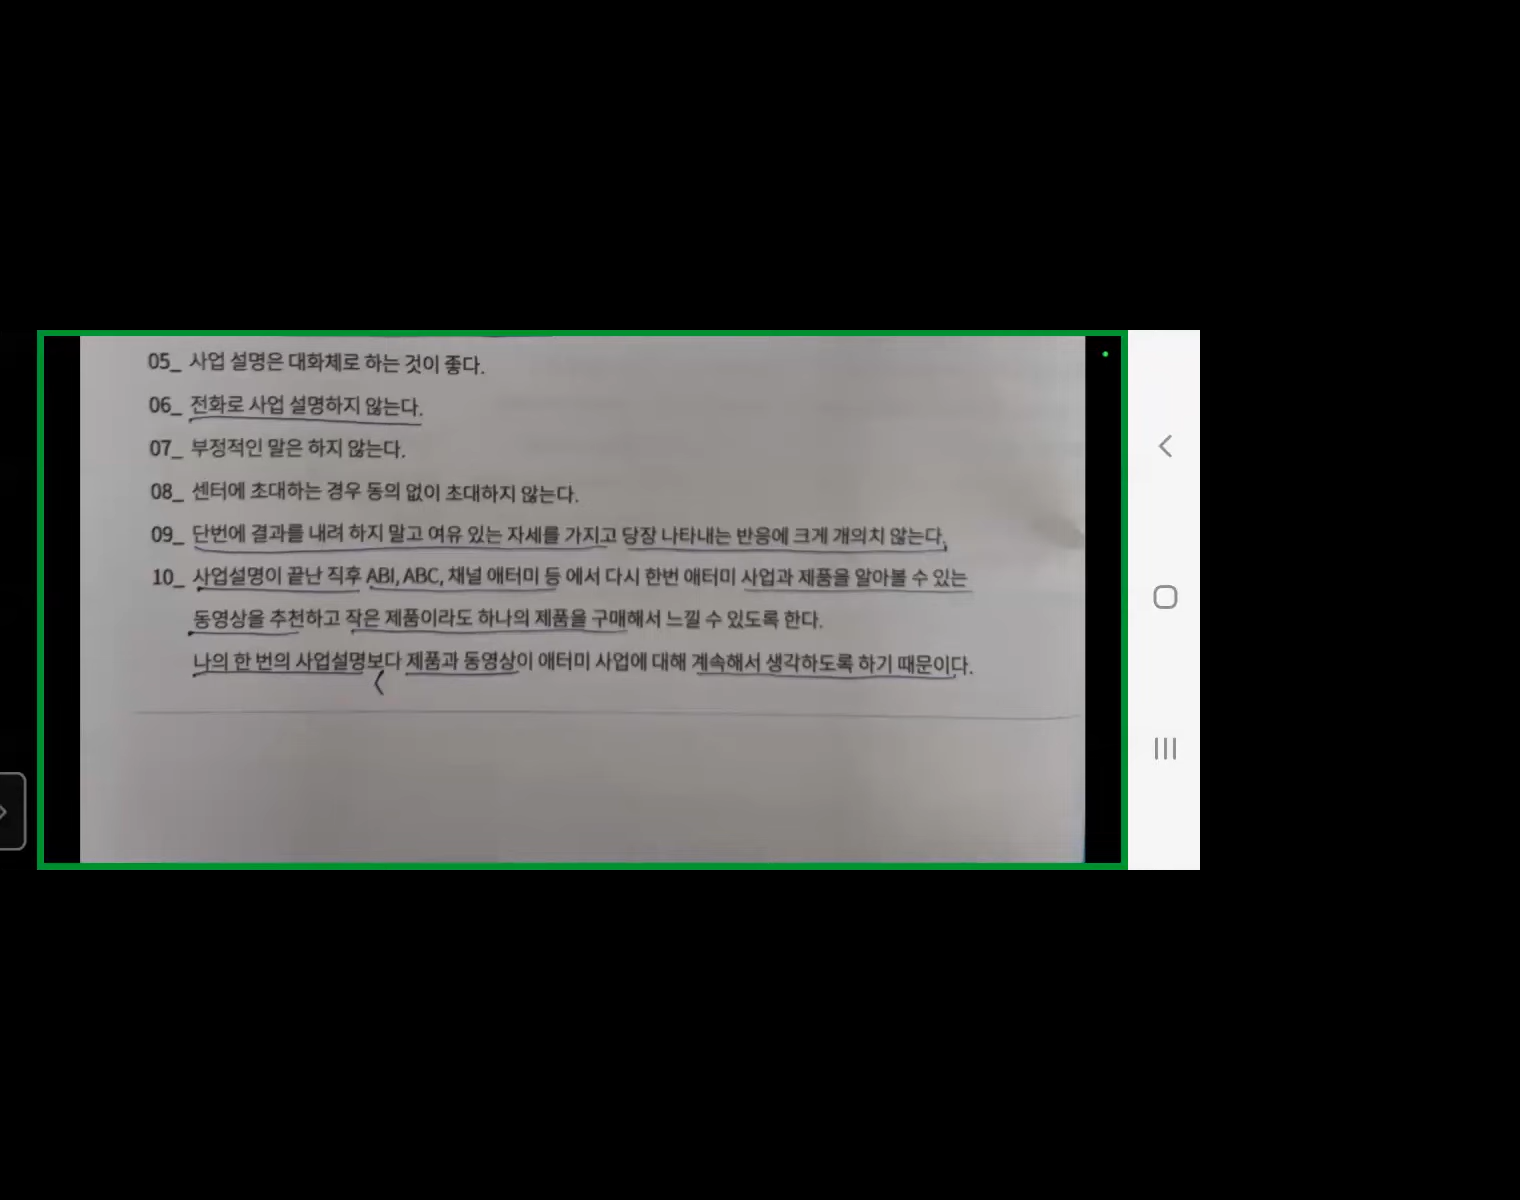 05_ 사업 설명은 대화체로 하는 것이 좋다.
06_ 전화로 사업 설명하지 않는다.
07_ 부정적인 말은 하지 않는다.
08_ 센터에 초대하는 경우 동의 없이 초대하지 않는다.
09_ 단번에 결과를 내려 하지 말고 여유 있는 자세를 가지고 당장 나타내는 반응에 크게 개의치 않는다.
10_ 사업설명이 끝난 직후 ABI, ABC, 채널 애터미 등 에서 다시 한번 애터미 사업과 제품을 알아볼 수 있는
동영상을 추천하고 작은 제품이라도 하나의 제품을 구매해서 느낄 수 있도록 한다.
나의 한 번의 사업설명보다 제품과 동영상이 애터미 사업에 대해 계속해서 생각하도록 하기 때문이다.